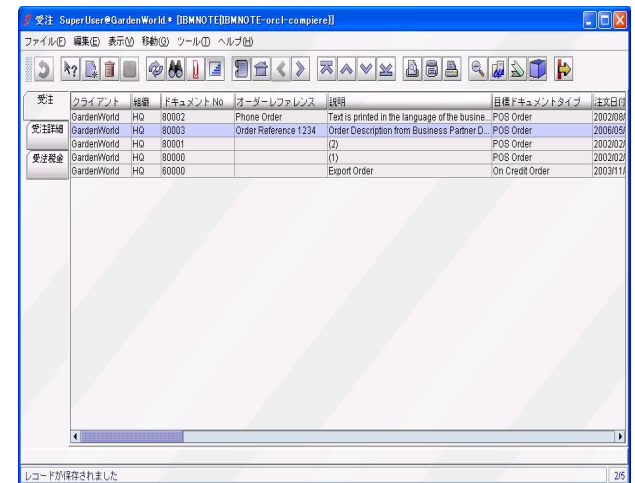 受注 SuperUser@GardenWorld.* [IBMNOTE{IBMNOTE-orcl-compiere}]
ファイル(F) 編集(E) 表示(V) 移動(G) ツール(T) ヘルプ(H)
受注
受注詳細
受注税金
クライアント 組織 ドキュメント No オーダーレファレンス 説明 目標ドキュメントタイプ 注文日付
GardenWorld HQ 80002 Phone Order Text is printed in the language of the busine... POS Order 2002/08/
GardenWorld HQ 80003 Order Reference 1234 Order Description from Business Partner D... POS Order 2006/05/
GardenWorld HQ 80001 (2) POS Order 2002/02/
GardenWorld HQ 80000 (1) POS Order 2002/02/
GardenWorld HQ 60000 Export Order On Credit Order 2003/11/
レコードが保存されました 2/5